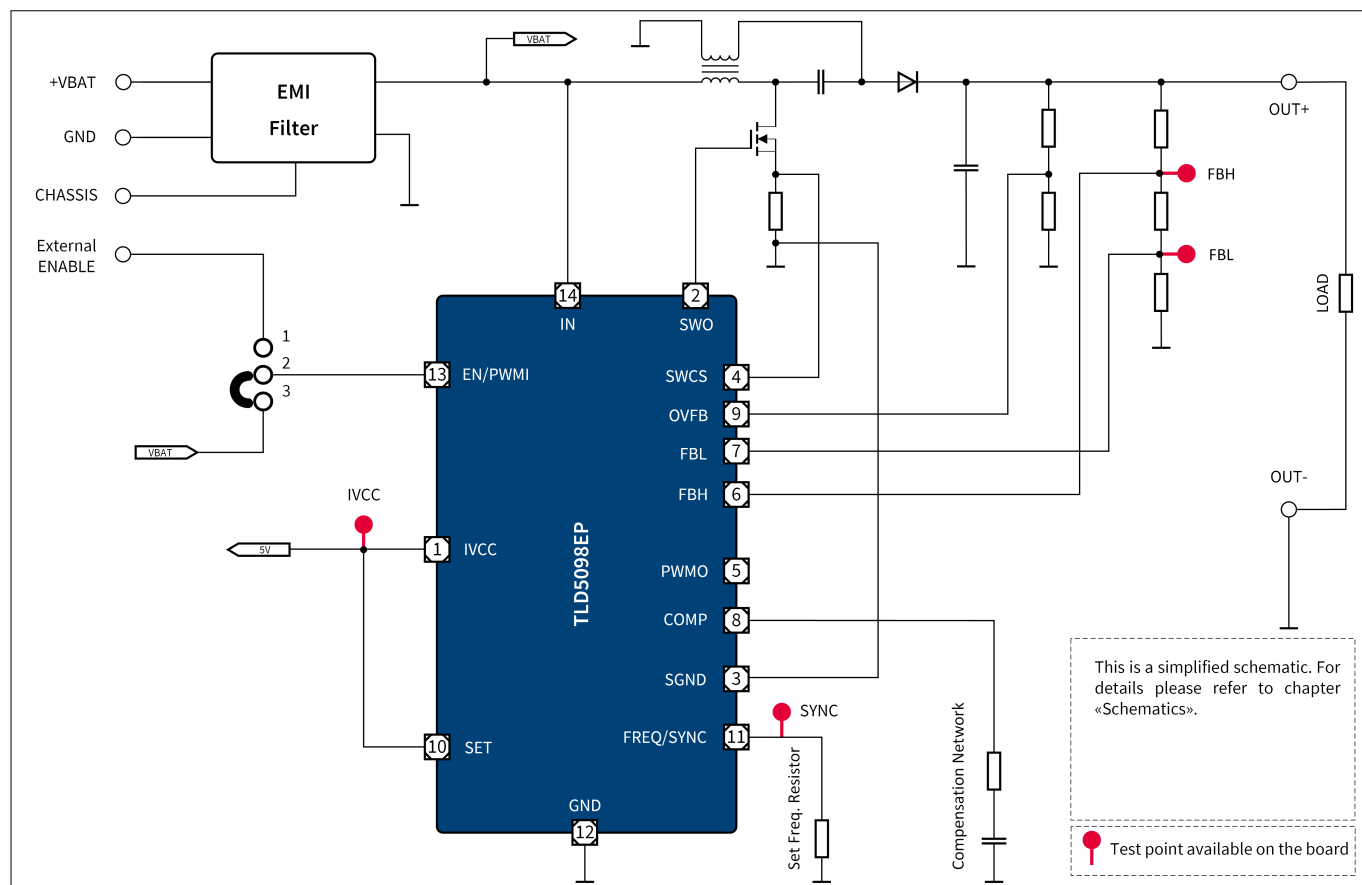 VBAT
+VBAT
EMI
Filter
GND
CHASSIS
External
ENABLE
OUT+
FBH
FBL
LOAD
14
IN
2
SWO
1
2
3
13
EN/PWMI
VBAT
SWCS
4
OVFB
9
FBL
7
FBH
6
OUT-
IVCC
5V
1
IVCC
TLD5098EP
PWMO
5
COMP
8
SGND
3
SYNC
FREQ/SYNC
11
10
SET
GND
12
Set Freq. Resistor
Compensation Network
This is a simplified schematic. For
details please refer to chapter
«Schematics».
Test point available on the board